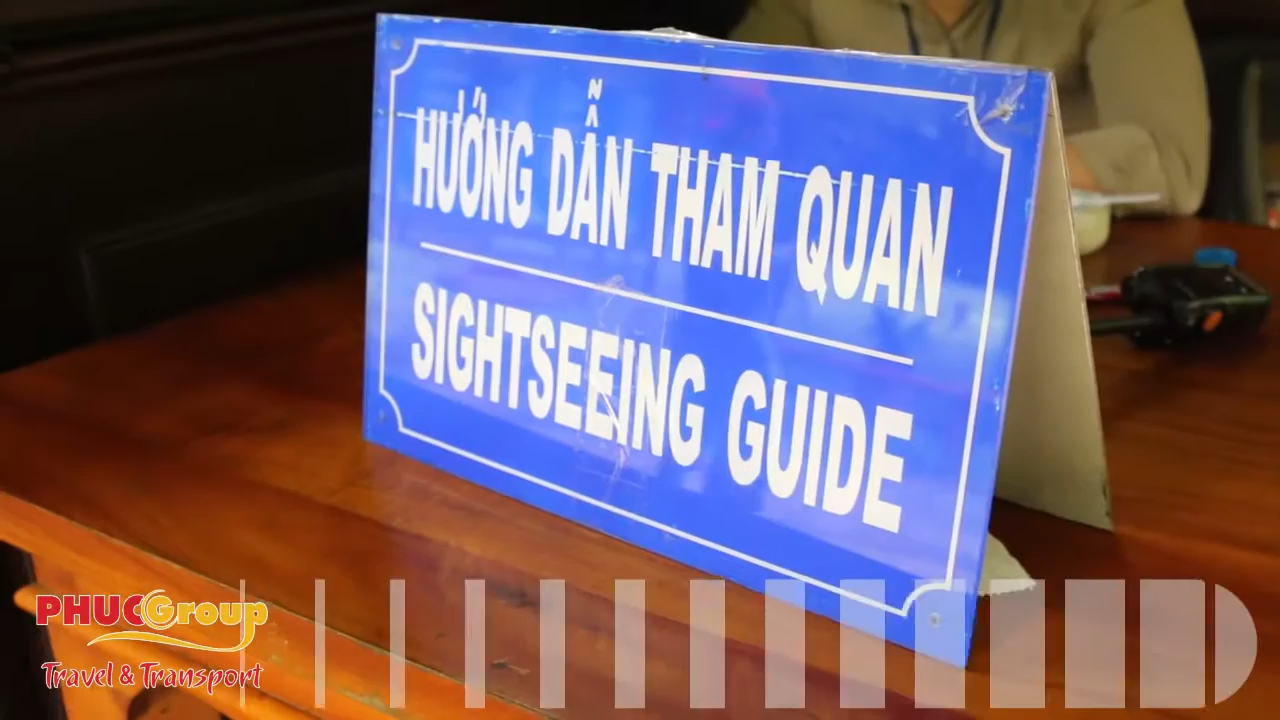 HƯỚNG DẪN THAM QUAN
SIGHTSEEING GUIDE
PHUCGroup
Travel & Transport